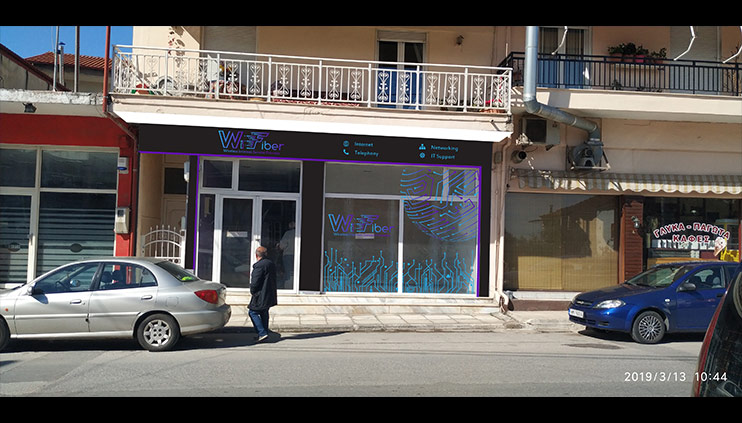 WiFiber
Internet
Telephony
Networking
IT Support
WiFiber
ΓΛΥΚΑ - ΠΑΓΩΤΑ
ΚΑΦΕΣ
2019/3/13 10:44